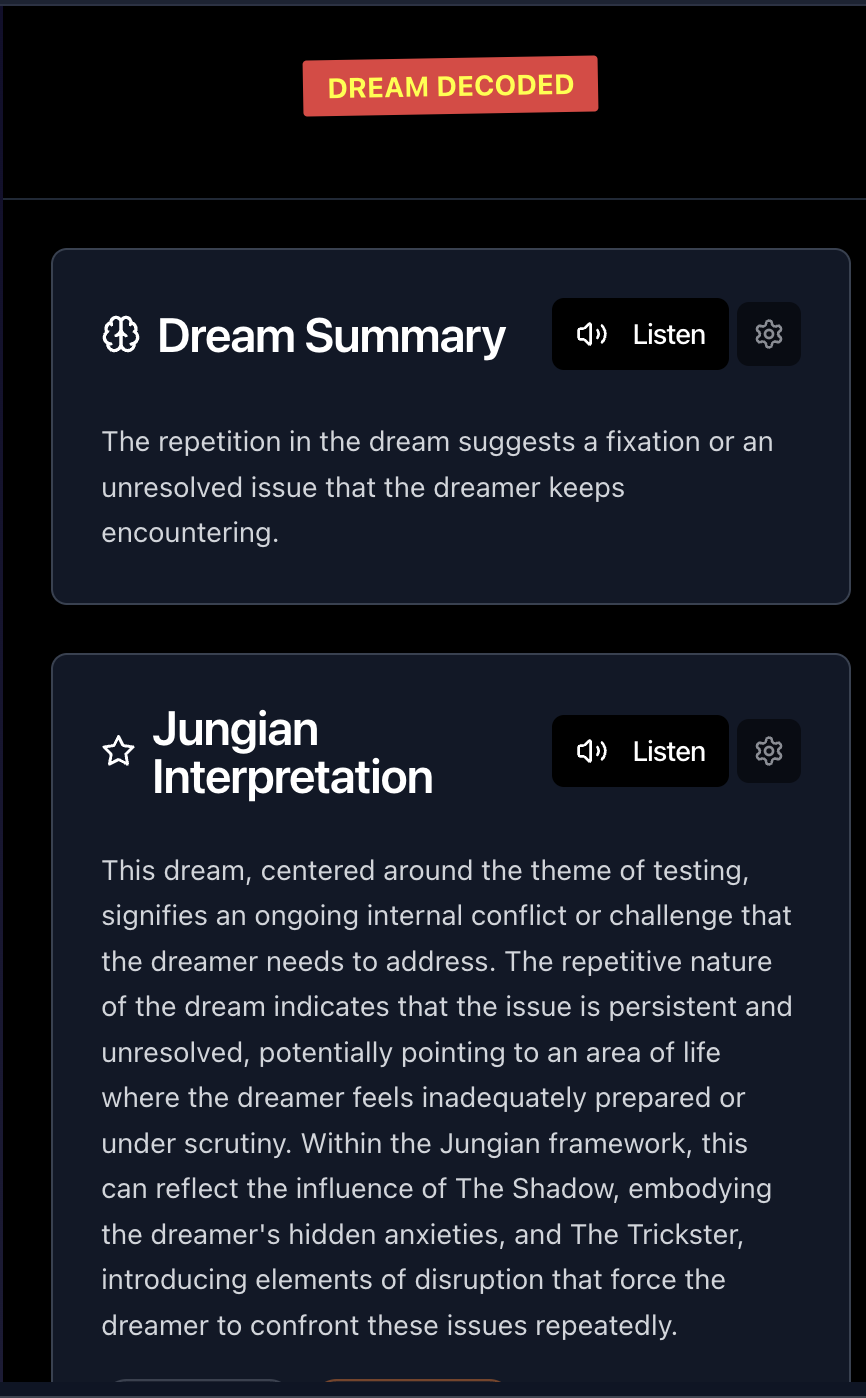 DREAM DECODED
Dream Summary
Listen
The repetition in the dream suggests a fixation or an
unresolved issue that the dreamer keeps
encountering.
Jungian
Interpretation
Listen
This dream, centered around the theme of testing,
signifies an ongoing internal conflict or challenge that
the dreamer needs to address. The repetitive nature
of the dream indicates that the issue is persistent and
unresolved, potentially pointing to an area of life
where the dreamer feels inadequately prepared or
under scrutiny. Within the Jungian framework, this
can reflect the influence of The Shadow, embodying
the dreamer's hidden anxieties, and The Trickster,
introducing elements of disruption that force the
dreamer to confront these issues repeatedly.